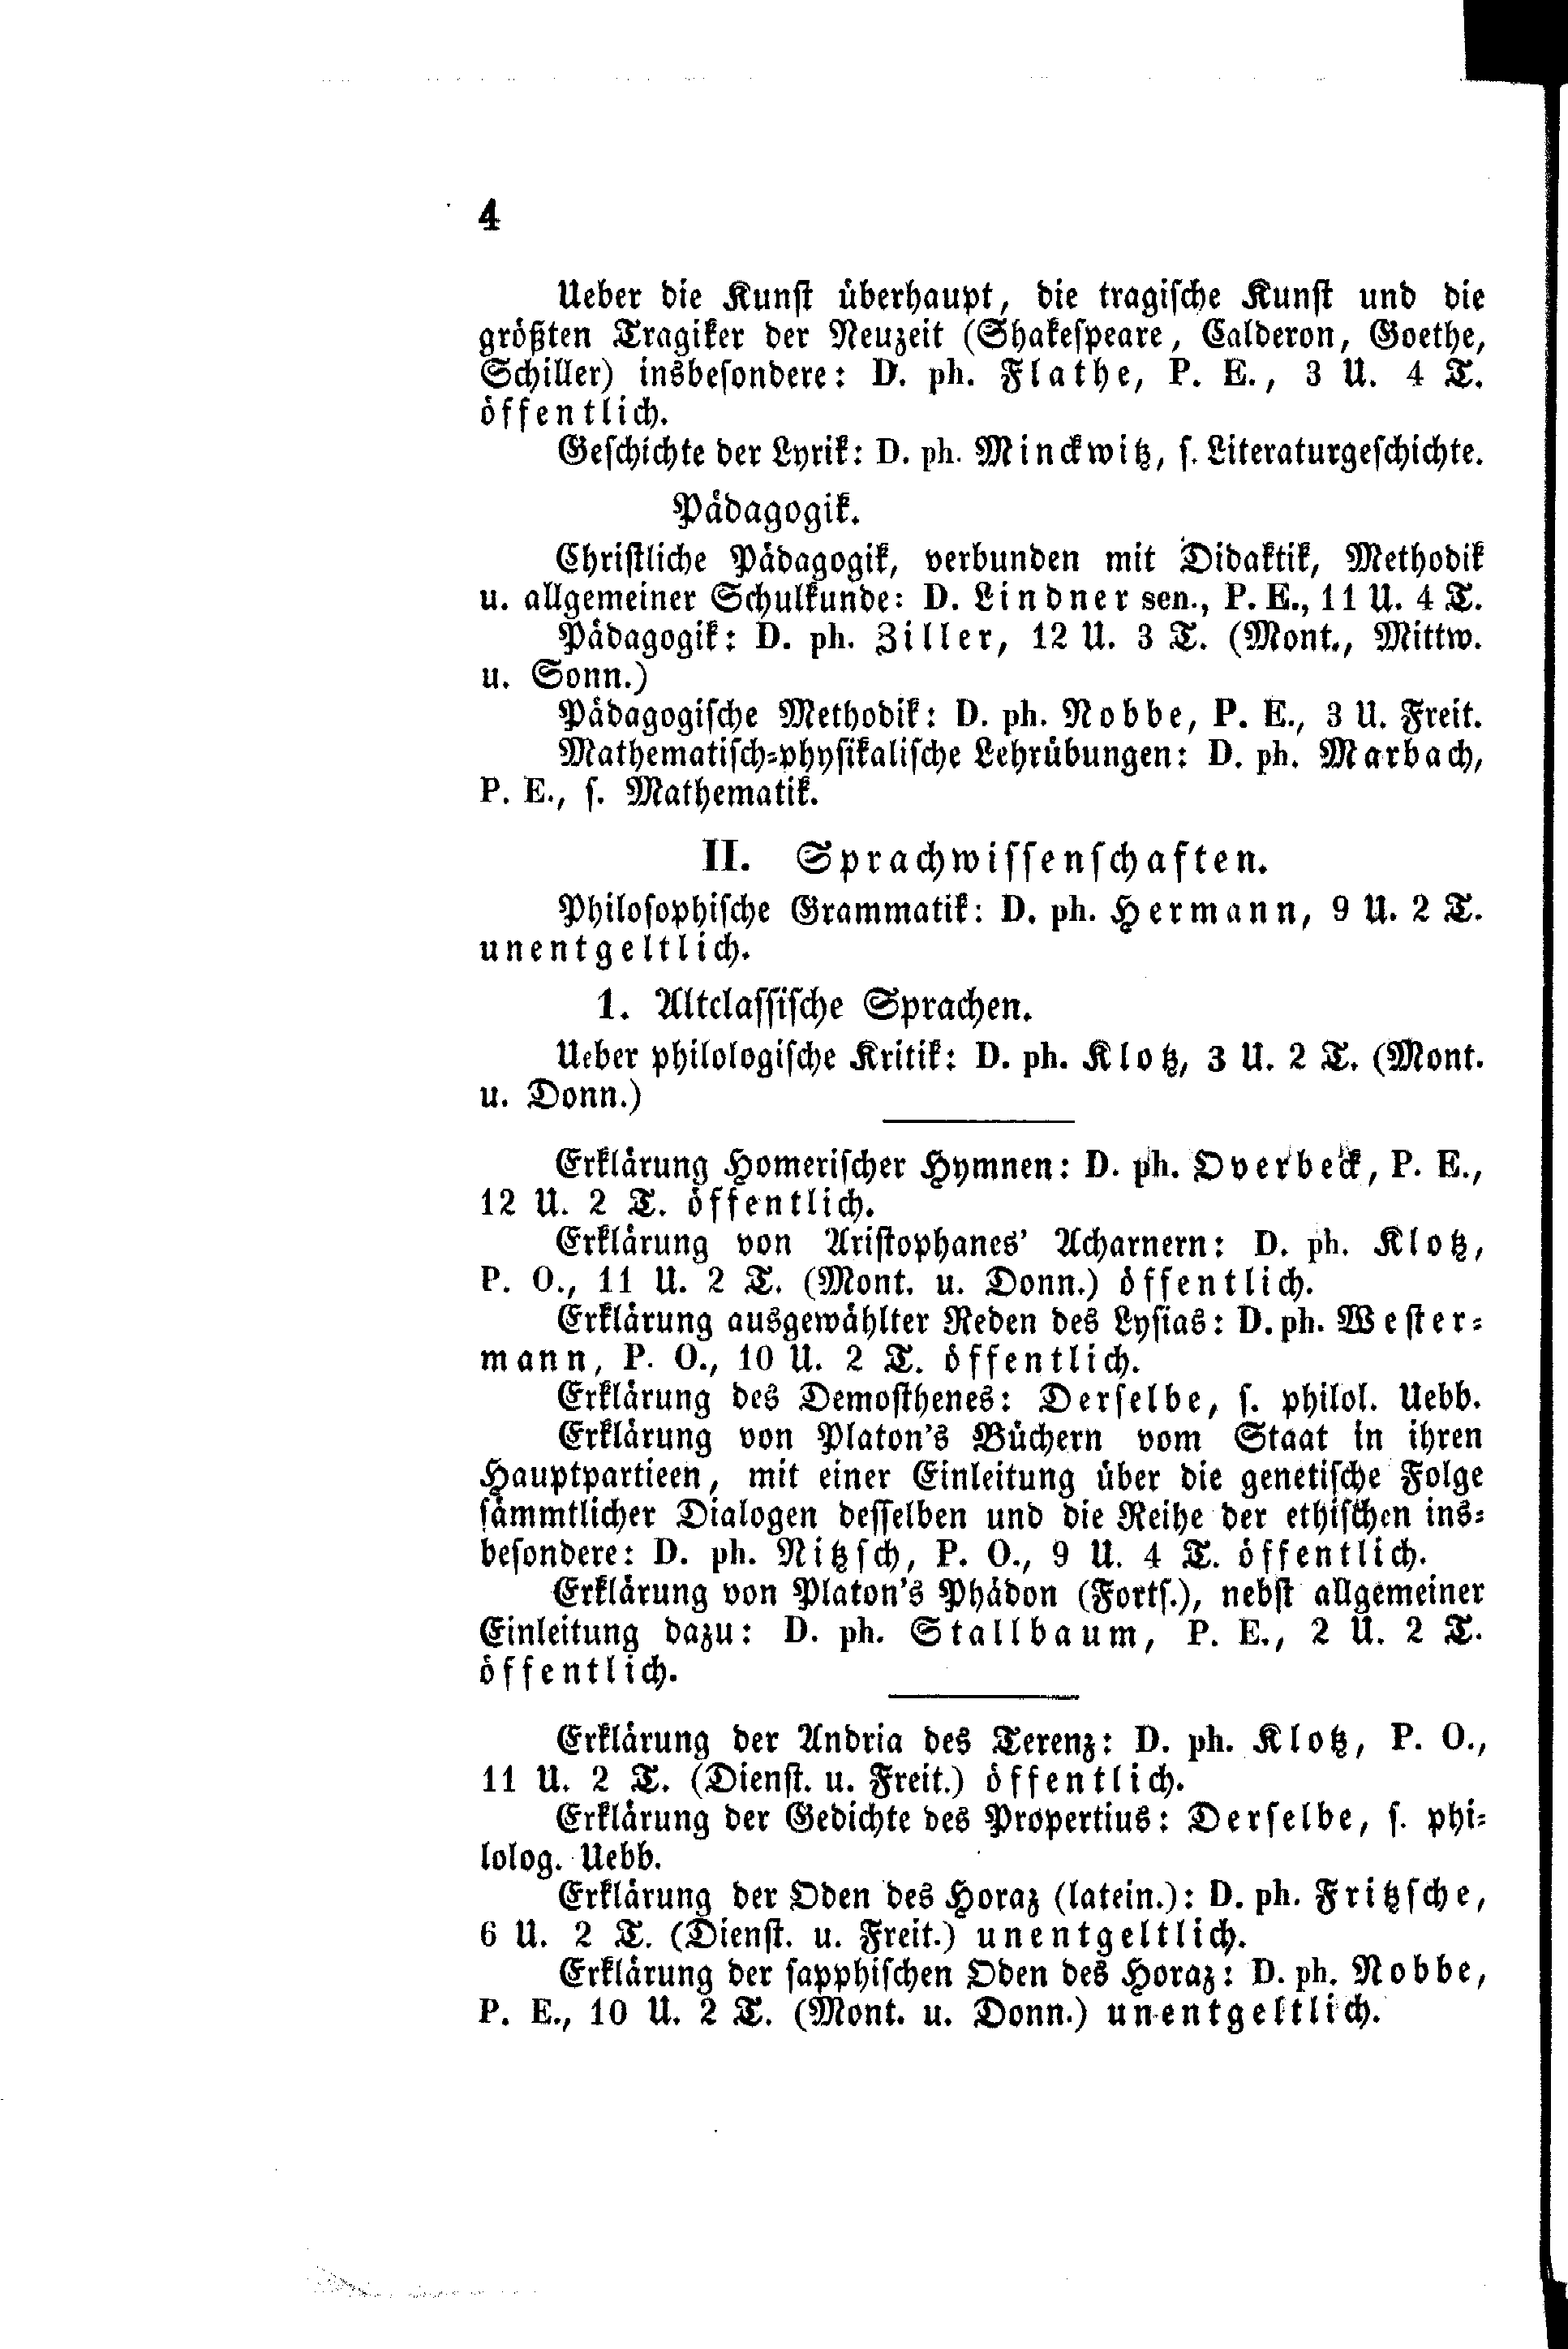 4
Ueber die Kunst überhaupt, die tragische Kunst und die
größten Tragiker der Neuzeit (Shakespeare, Calderon, Goethe,
Schiller) insbesondere: D. ph. Flathe, P. E., 3 U. 4 T.
öffentlich.
Geschichte der Lyrik: D. ph. Minckwitz, s. Literaturgeschichte.
Pädagogik.
Christliche Pädagogik, verbunden mit Didaktik, Methodik
u. allgemeiner Schulkunde: D. Lindner sen., P. E., 11 U. 4 T.
Pädagogik: D. ph. Ziller, 12 U. 3 T. (Mont., Mittw.
u. Sonn.)
Pädagogische Methodik: D. ph. Nobbe, P. E., 3 U. Freit.
Mathematisch-physikalische Lehrübungen: D. ph. Marbach,
P. E., s. Mathematik.
II. Sprachwissenschaften.
Philosophische Grammatik: D. ph. Hermann, 9 U. 2 T.
unentgeltlich.
1. Altclassische Sprachen.
Ueber philologische Kritik: D. ph. Klotz, 3 U. 2 T. (Mont.
u. Donn.)
Erklärung Homerischer Hymnen: D. ph. Overbeck, P. E.,
12 U. 2 T. öffentlich.
Erklärung von Aristophanes' Acharnern: D. ph. Klotz,
P. O., 11 U. 2 T. (Mont. u. Donn.) öffentlich.
Erklärung ausgewählter Reden des Lysias: D. ph. Wester-
mann, P. O., 10 U. 2 T. öffentlich.
Erklärung des Demosthenes: Derselbe, s. philol. Uebb.
Erklärung von Platon's Büchern vom Staat in ihren
Hauptpartieen, mit einer Einleitung über die genetische Folge
sämmtlicher Dialogen desselben und die Reihe der ethischen ins-
besondere: D. ph. Nitzsch, P. O., 9 U. 4 T. öffentlich.
Erklärung von Platon's Phädon (Forts.), nebst allgemeiner
Einleitung dazu: D. ph. Stallbaum, P. E., 2 U. 2 T.
öffentlich.
Erklärung der Andria des Terenz: D. ph. Klotz, P. O.,
11 U. 2 T. (Dienst. u. Freit.) öffentlich.
Erklärung der Gedichte des Propertius: Derselbe, s. phi-
lolog. Uebb.
Erklärung der Oden des Horaz (latein.): D. ph. Fritzsche,
6 U. 2 T. (Dienst. u. Freit.) unentgeltlich.
Erklärung der sapphischen Oden des Horaz: D. ph. Nobbe,
P. E., 10 U. 2 T. (Mont. u. Donn.) unentgeltlich.